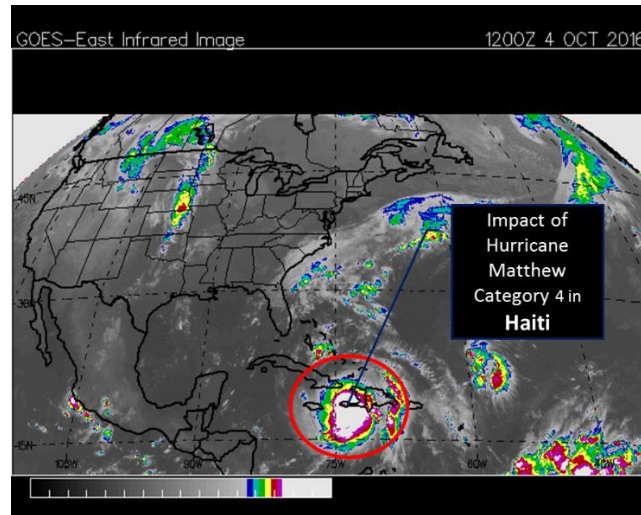 GOES-East Infrared Image 1200Z 4 OCT 2016
45N
Impact of
Hurricane
Matthew
Category 4 in
Haiti
30N
15N
105W 90W 75W 60W 45W